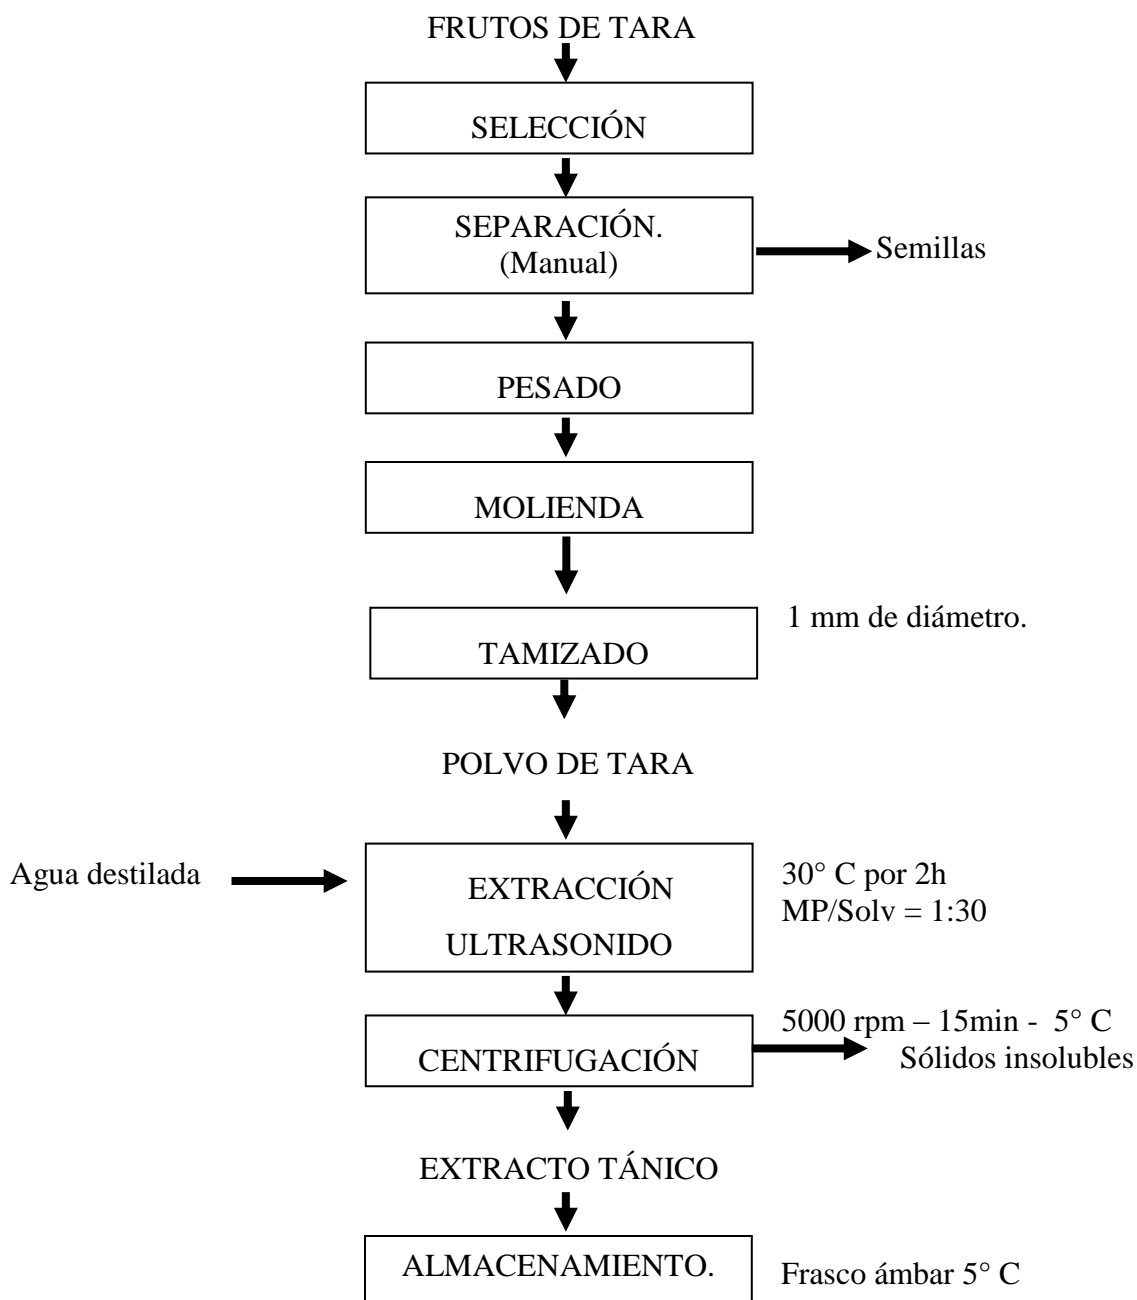 FRUTOS DE TARA
SELECCIÓN
SEPARACIÓN.
(Manual)
Semillas
PESADO
MOLIENDA
1 mm de diámetro.
TAMIZADO
POLVO DE TARA
Agua destilada
EXTRACCIÓN
ULTRASONIDO
30° C por 2h
MP/Solv = 1:30
5000 rpm – 15min - 5° C
CENTRIFUGACIÓN
Sólidos insolubles
EXTRACTO TÁNICO
ALMACENAMIENTO.
Frasco ámbar 5° C